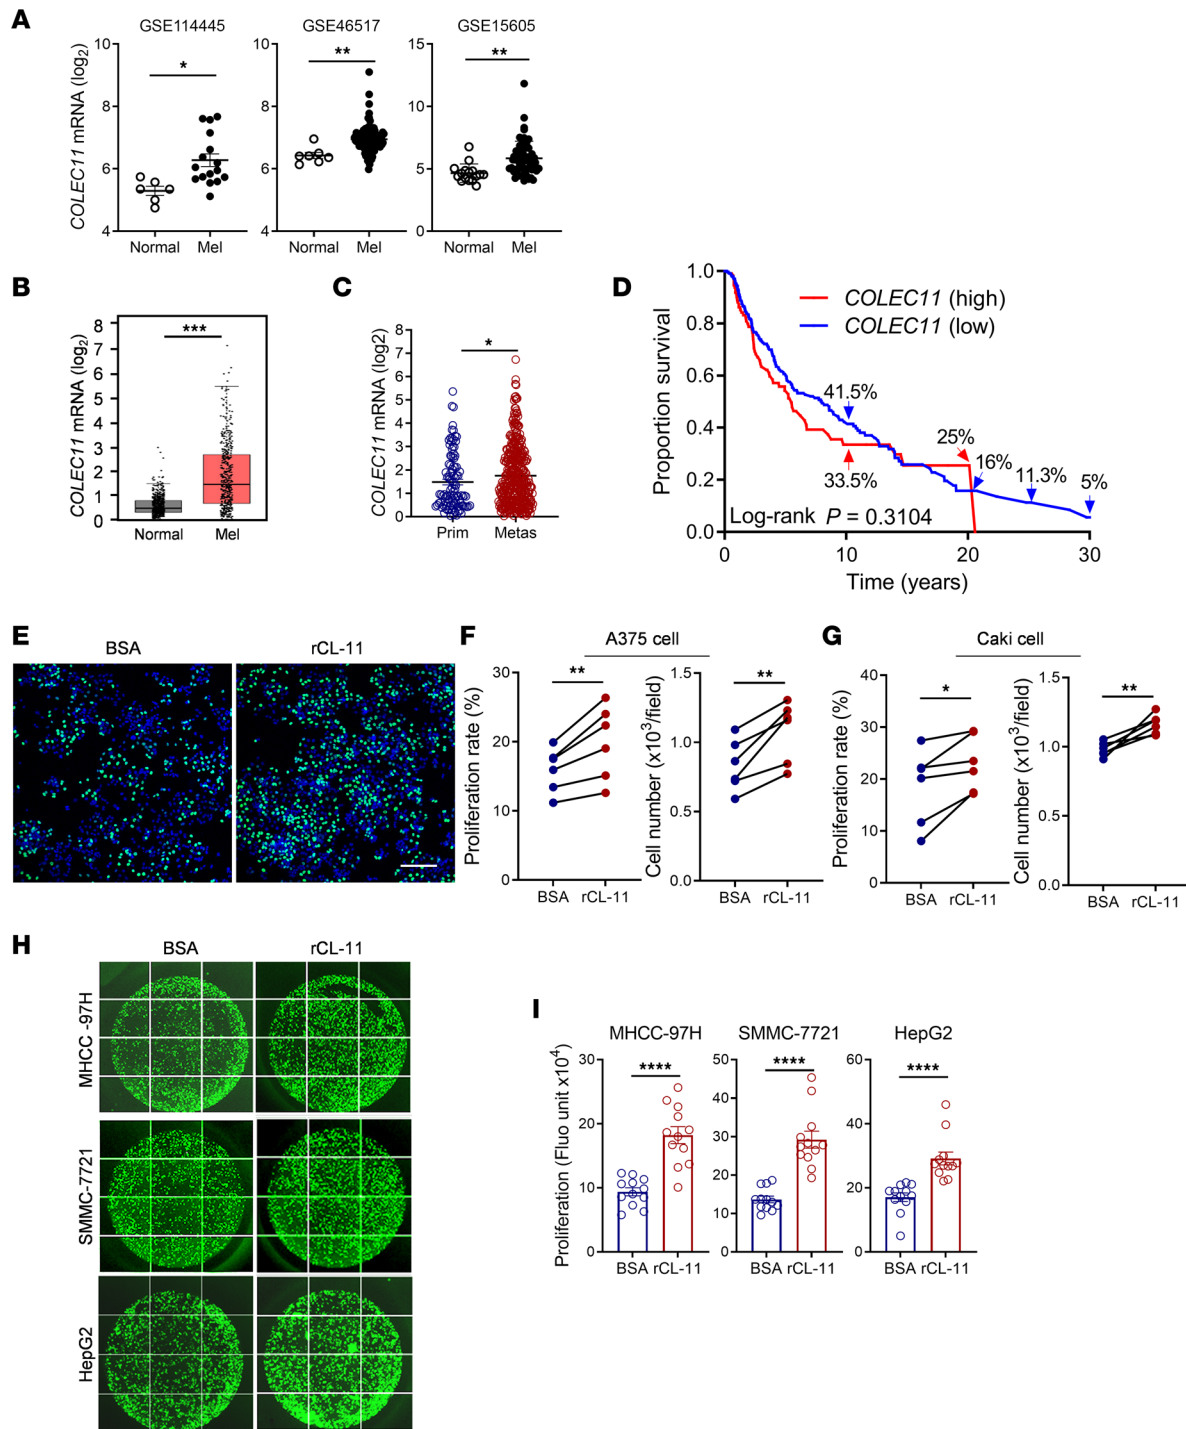 A
GSE114445
GSE46517
GSE15605
COLEC11 mRNA (log2)
10
8
6
4
*
Normal
Mel
10
8
6
4
**
Normal
Mel
15
10
5
0
**
Normal
Mel
B
COLEC11 mRNA (log2)
8
7
6
5
4
3
2
1
0
***
Normal
Mel
C
COLEC11 mRNA (log2)
8
7
6
5
4
3
2
1
0
*
Prim
Metas
D
Proportion survival
1.0
0.8
0.6
0.4
0.2
0.0
COLEC11 (high)
COLEC11 (low)
41.5%
33.5%
25%
16%
11.3%
5%
Log-rank P = 0.3104
0
10
20
30
Time (years)
E
BSA
rCL-11
F
A375 cell
Proliferation rate (%)
30
20
10
0
**
BSA rCL-11
Cell number (x103/field)
1.5
1.0
0.5
0.0
**
BSA rCL-11
G
Caki cell
Proliferation rate (%)
40
30
20
10
0
*
BSA rCL-11
Cell number (x103/field)
1.5
1.0
0.5
0.0
**
BSA rCL-11
H
BSA
rCL-11
MHCC -97H
SMMC-7721
HepG2
I
MHCC-97H
SMMC-7721
HepG2
Proliferation (Fluo unit x104)
30
20
10
0
****
BSA rCL-11
50
40
30
20
10
0
****
BSA rCL-11
60
40
20
0
****
BSA rCL-11